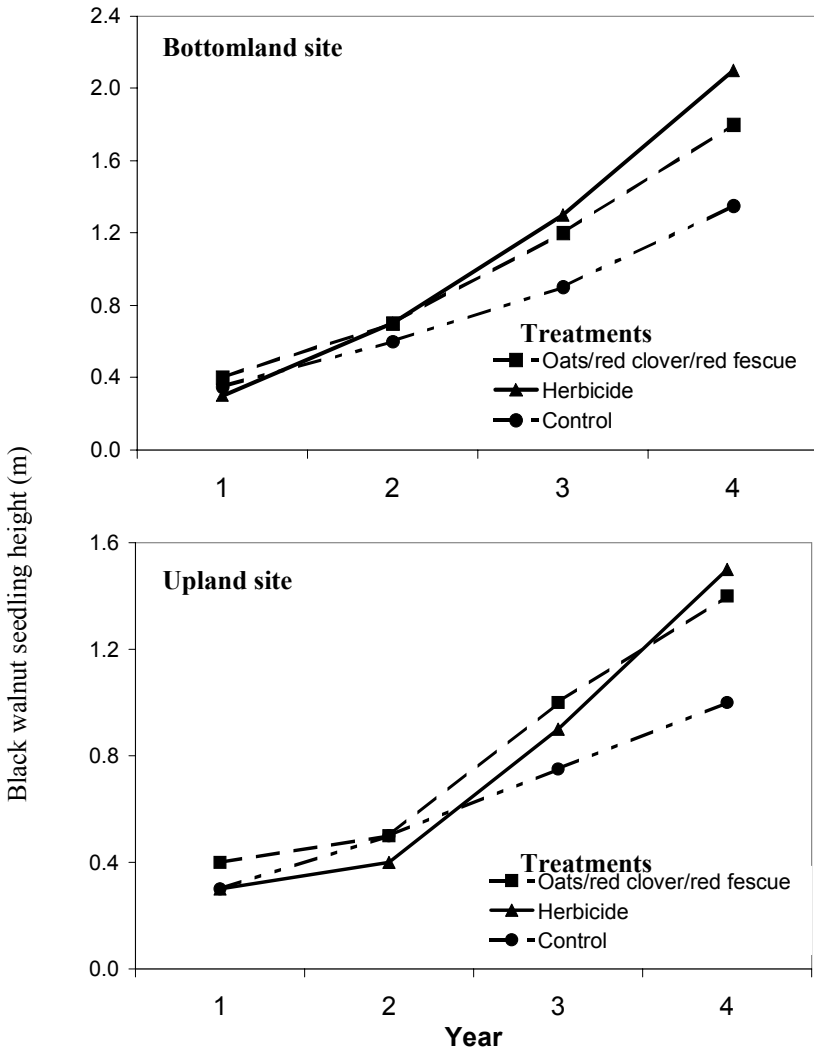 2.4
Bottomland site
2.0
1.6
1.2
0.8
Treatments
Oats/red clover/red fescue
Herbicide
0.4
Control
0.0
1 2 3 4
Black walnut seedling height (m)
1.6
Upland site
1.2
0.8
0.4
Treatments
Oats/red clover/red fescue
Herbicide
Control
0.0
1 2 3 4
Year